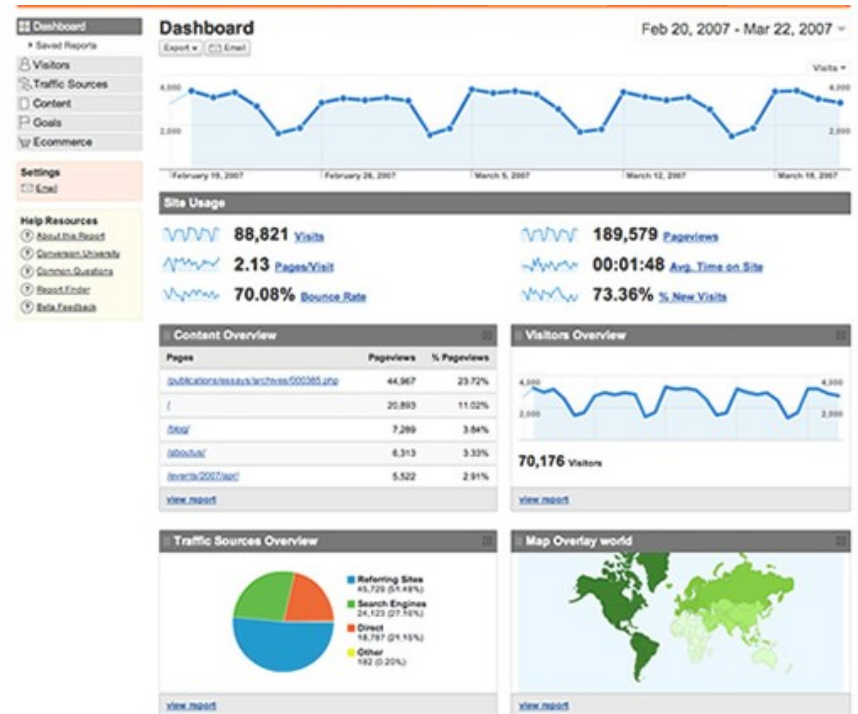 Dashboard
Saved Reports
Visitors
Traffic Sources
Content
Goals
Ecommerce
Settings
Email
Help Resources
About this Report
Conversion University
Common Questions
Report Finder
Beta Feedback
Dashboard
Feb 20, 2007 - Mar 22, 2007
Export Email
Visits
4,000 4,000
2,000 2,000
February 19, 2007 February 26, 2007 March 5, 2007 March 12, 2007 March 19, 2007
Site Usage
88,821 Visits
189,579 Pageviews
2.13 Pages/Visit
00:01:48 Avg. Time on Site
70.08% Bounce Rate
73.36% % New Visits
Content Overview
Pages Pageviews % Pageviews
/publications/essays/archives/000385.php 44,967 23.72%
/ 20,893 11.02%
/blog/ 7,289 3.84%
/aboutus/ 6,313 3.33%
/events/2007/apr/ 5,522 2.91%
view report
Visitors Overview
4,000 4,000
2,000 2,000
70,176 Visitors
view report
Traffic Sources Overview
Referring Sites
45,729 (51.48%)
Search Engines
24,123 (27.16%)
Direct
18,787 (21.15%)
Other
182 (0.20%)
view report
Map Overlay world
view report